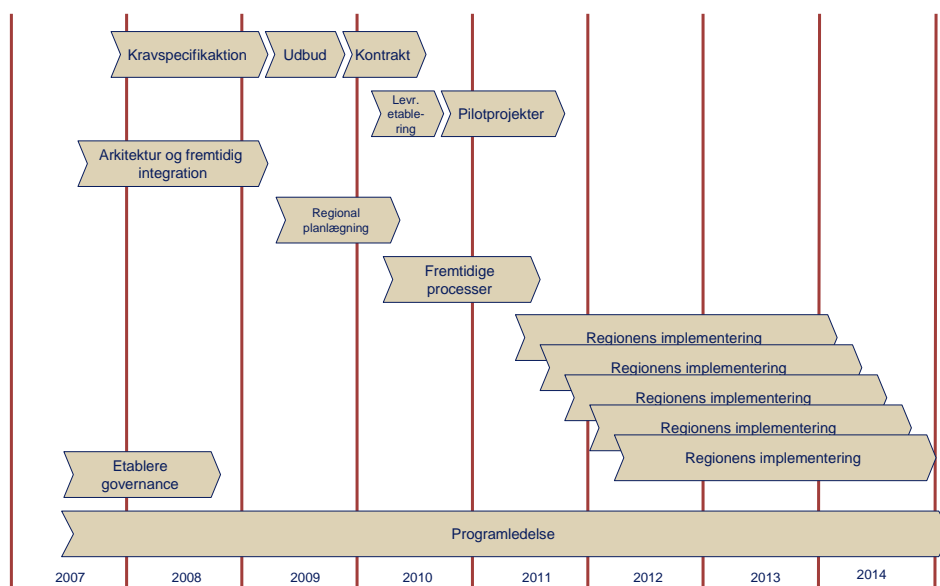 Kravspecifikaktion
Udbud
Kontrakt
Levr.
etable-
ring
Pilotprojekter
Arkitektur og fremtidig
integration
Regional
planlægning
Fremtidige
processer
Regionens implementering
Regionens implementering
Regionens implementering
Regionens implementering
Regionens implementering
Etablere
governance
Programledelse
2007 2008 2009 2010 2011 2012 2013 2014